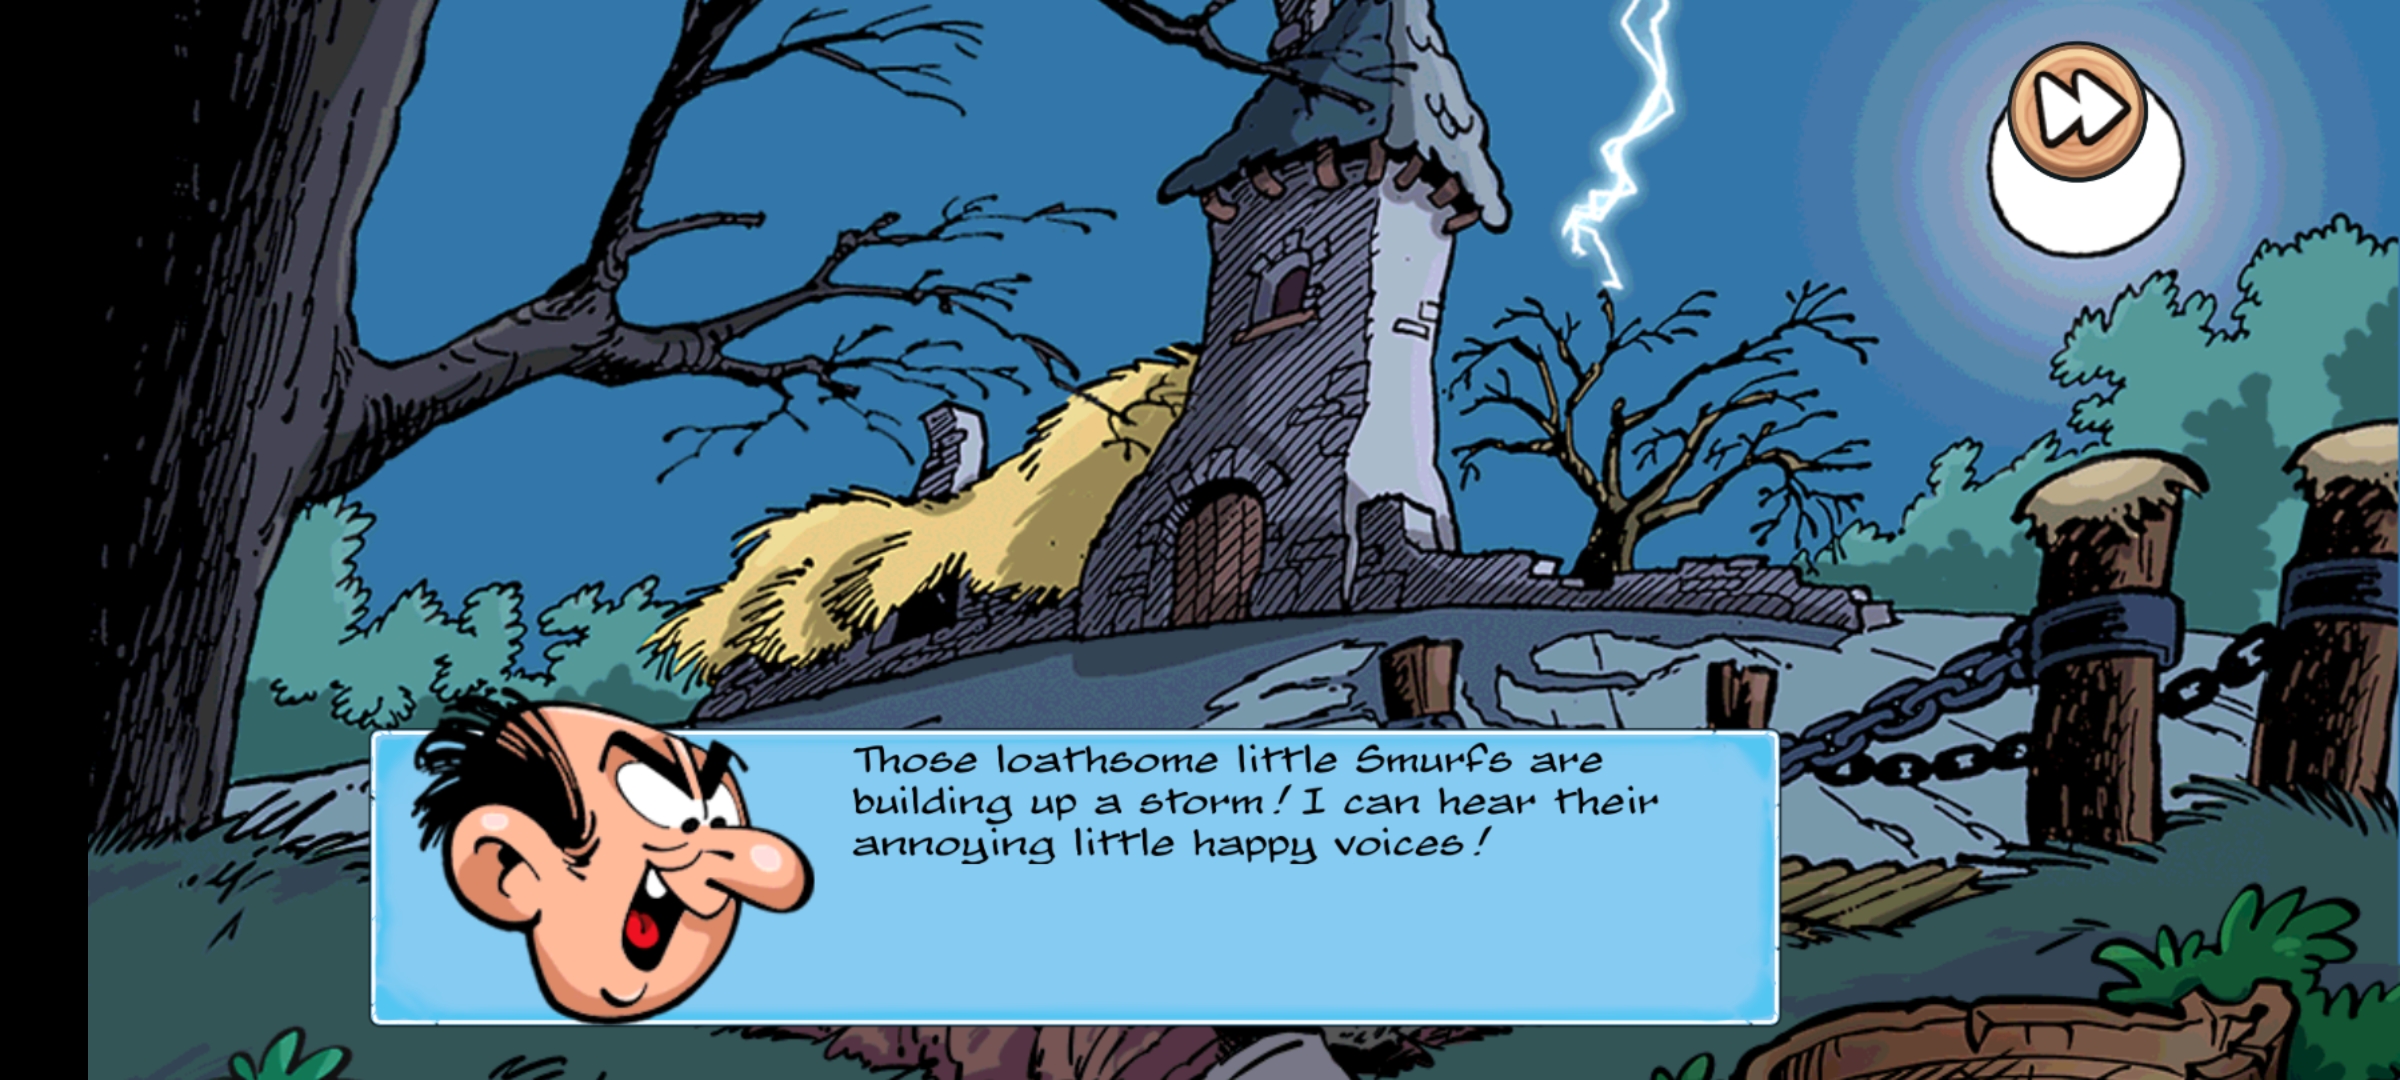 Those loathsome little Smurfs are
building up a storm! I can hear their
annoying little happy voices!